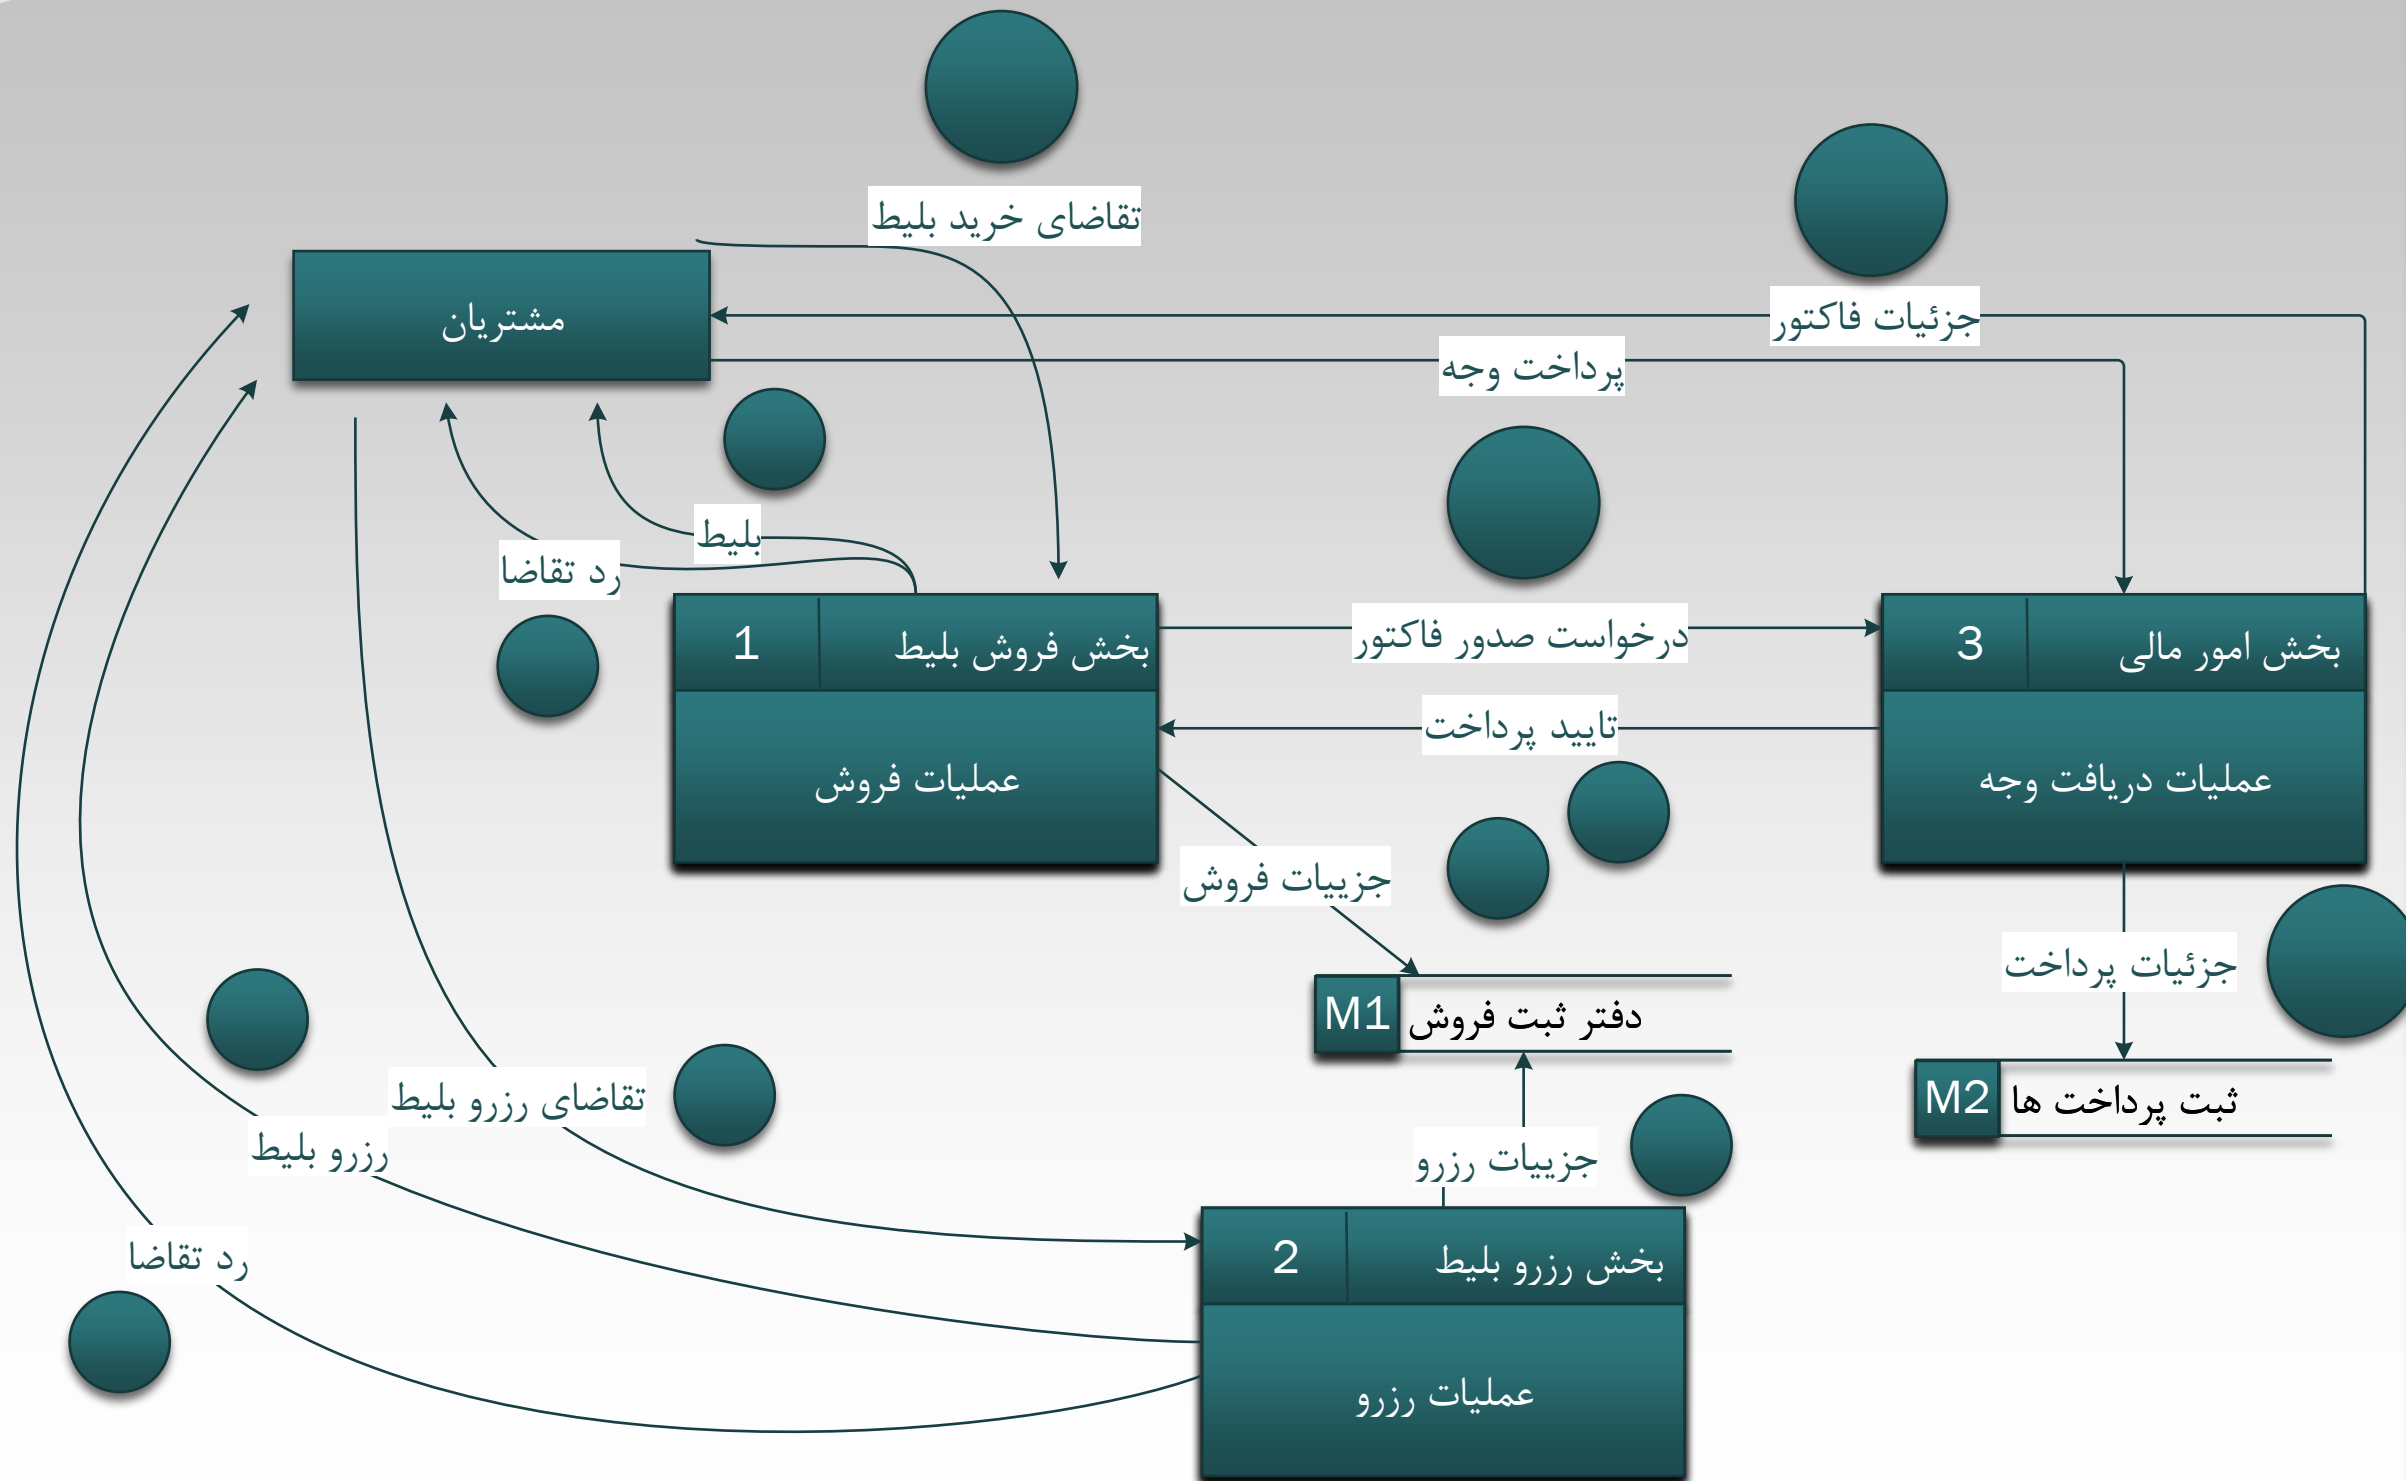 تقاضای خرید بلیط
مشتریان
جزئیات فاکتور
پرداخت وجه
بلیط
رد تقاضا
1
بخش فروش بلیط
عملیات فروش
درخواست صدور فاکتور
تایید پرداخت
3
بخش امور مالی
عملیات دریافت وجه
جزییات فروش
جزئیات پرداخت
M1
دفتر ثبت فروش
M2
ثبت پرداخت ها
تقاضای رزرو بلیط
رزرو بلیط
جزییات رزرو
رد تقاضا
2
بخش رزرو بلیط
عملیات رزرو